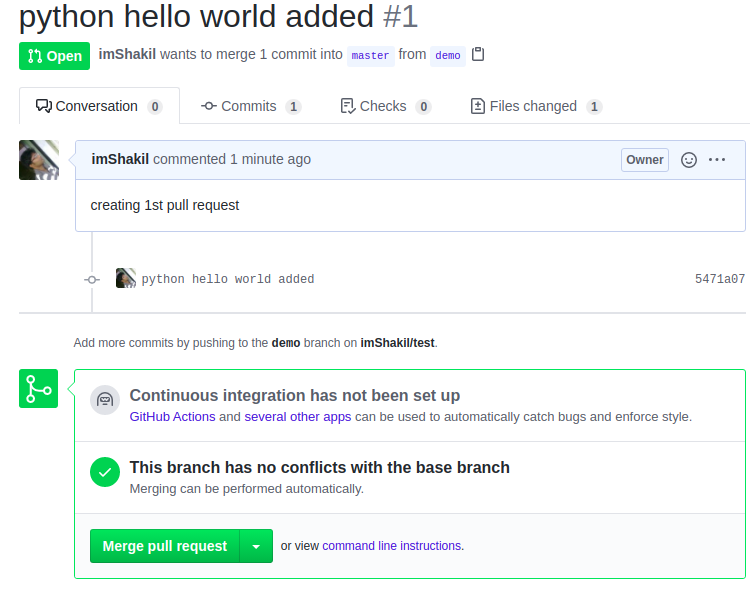 python hello world added #1
Open imShakil wants to merge 1 commit into master from demo
Conversation 0 Commits 1 Checks 0 Files changed 1
imShakil commented 1 minute ago Owner
creating 1st pull request
python hello world added 5471a07
Add more commits by pushing to the demo branch on imShakil/test.
Continuous integration has not been set up
GitHub Actions and several other apps can be used to automatically catch bugs and enforce style.
This branch has no conflicts with the base branch
Merging can be performed automatically.
Merge pull request or view command line instructions.